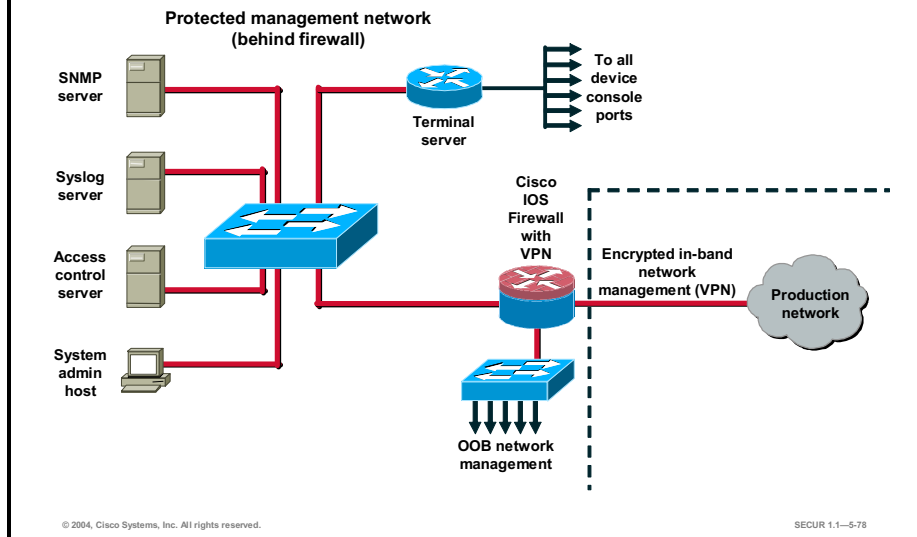 Protected management network
(behind firewall)
SNMP
server
Syslog
server
Access
control
server
System
admin
host
Terminal
server
To all
device
console
ports
Cisco
IOS
Firewall
with
VPN
Encrypted in-band
network
management (VPN)
Production
network
OOB network
management
© 2004, Cisco Systems, Inc. All rights reserved.
SECUR 1.1—5-78